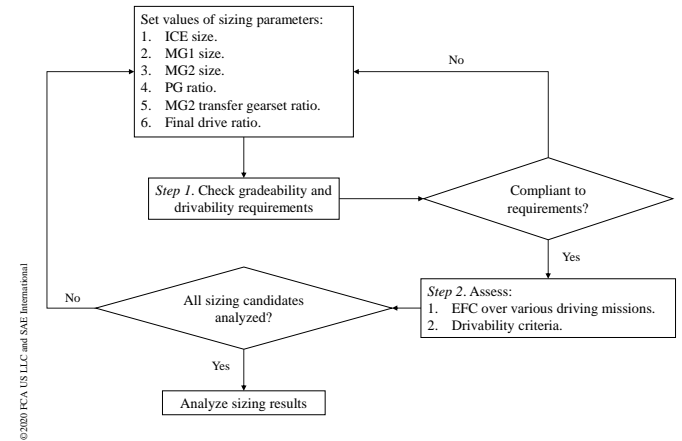 Set values of sizing parameters:
1. ICE size.
2. MG1 size.
3. MG2 size.
4. PG ratio.
5. MG2 transfer gearset ratio.
6. Final drive ratio.
No
Step 1. Check gradeability and
drivability requirements
Compliant to
requirements?
Yes
Step 2. Assess:
1. EFC over various driving missions.
2. Drivability criteria.
All sizing candidates
analyzed?
No
Yes
Analyze sizing results
©2020 FCA US LLC and SAE International